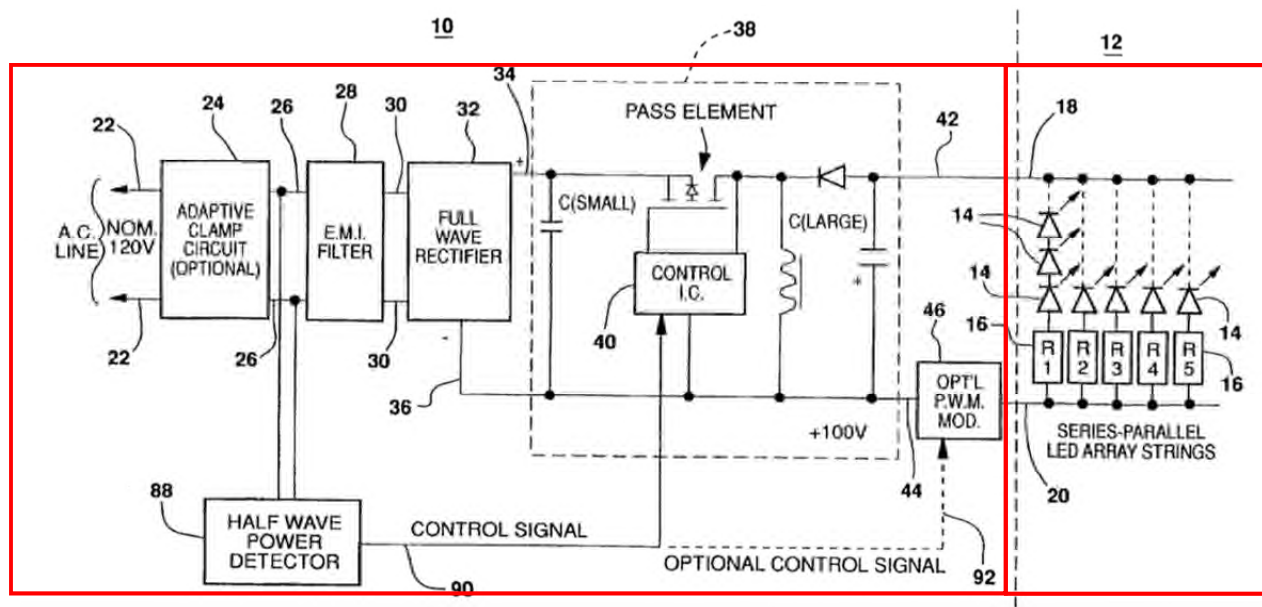 10
38
12
34
24
26
28
30
32
PASS ELEMENT
42
18
22
A.C.
LINE
NOM.
120V
ADAPTIVE
CLAMP
CIRCUIT
(OPTIONAL)
E.M.I.
FILTER
FULL
WAVE
RECTIFIER
+
C(SMALL)
C(LARGE)
+
14
14
14
CONTROL
I.C.
40
46
16
R
1
R
2
R
3
R
4
R
5
16
22
26
30
-
36
OPT'L
P.W.M.
MOD.
+100V
44
20
SERIES-PARALLEL
LED ARRAY STRINGS
88
HALF WAVE
POWER
DETECTOR
CONTROL SIGNAL
90
OPTIONAL CONTROL SIGNAL
92